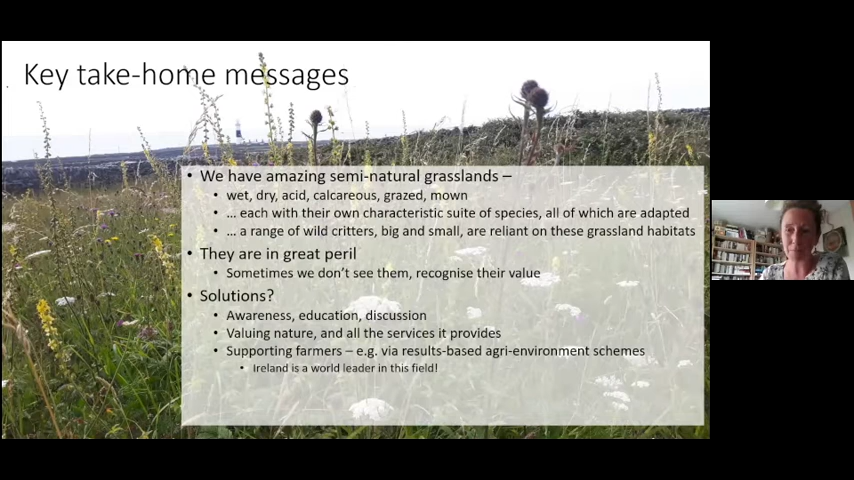 Key take-home messages
• We have amazing semi-natural grasslands –
• wet, dry, acid, calcareous, grazed, mown
• ... each with their own characteristic suite of species, all of which are adapted
• ... a range of wild critters, big and small, are reliant on these grassland habitats
• They are in great peril
• Sometimes we don't see them, recognise their value
• Solutions?
• Awareness, education, discussion
• Valuing nature, and all the services it provides
• Supporting farmers – e.g. via results-based agri-environment schemes
• Ireland is a world leader in this field!